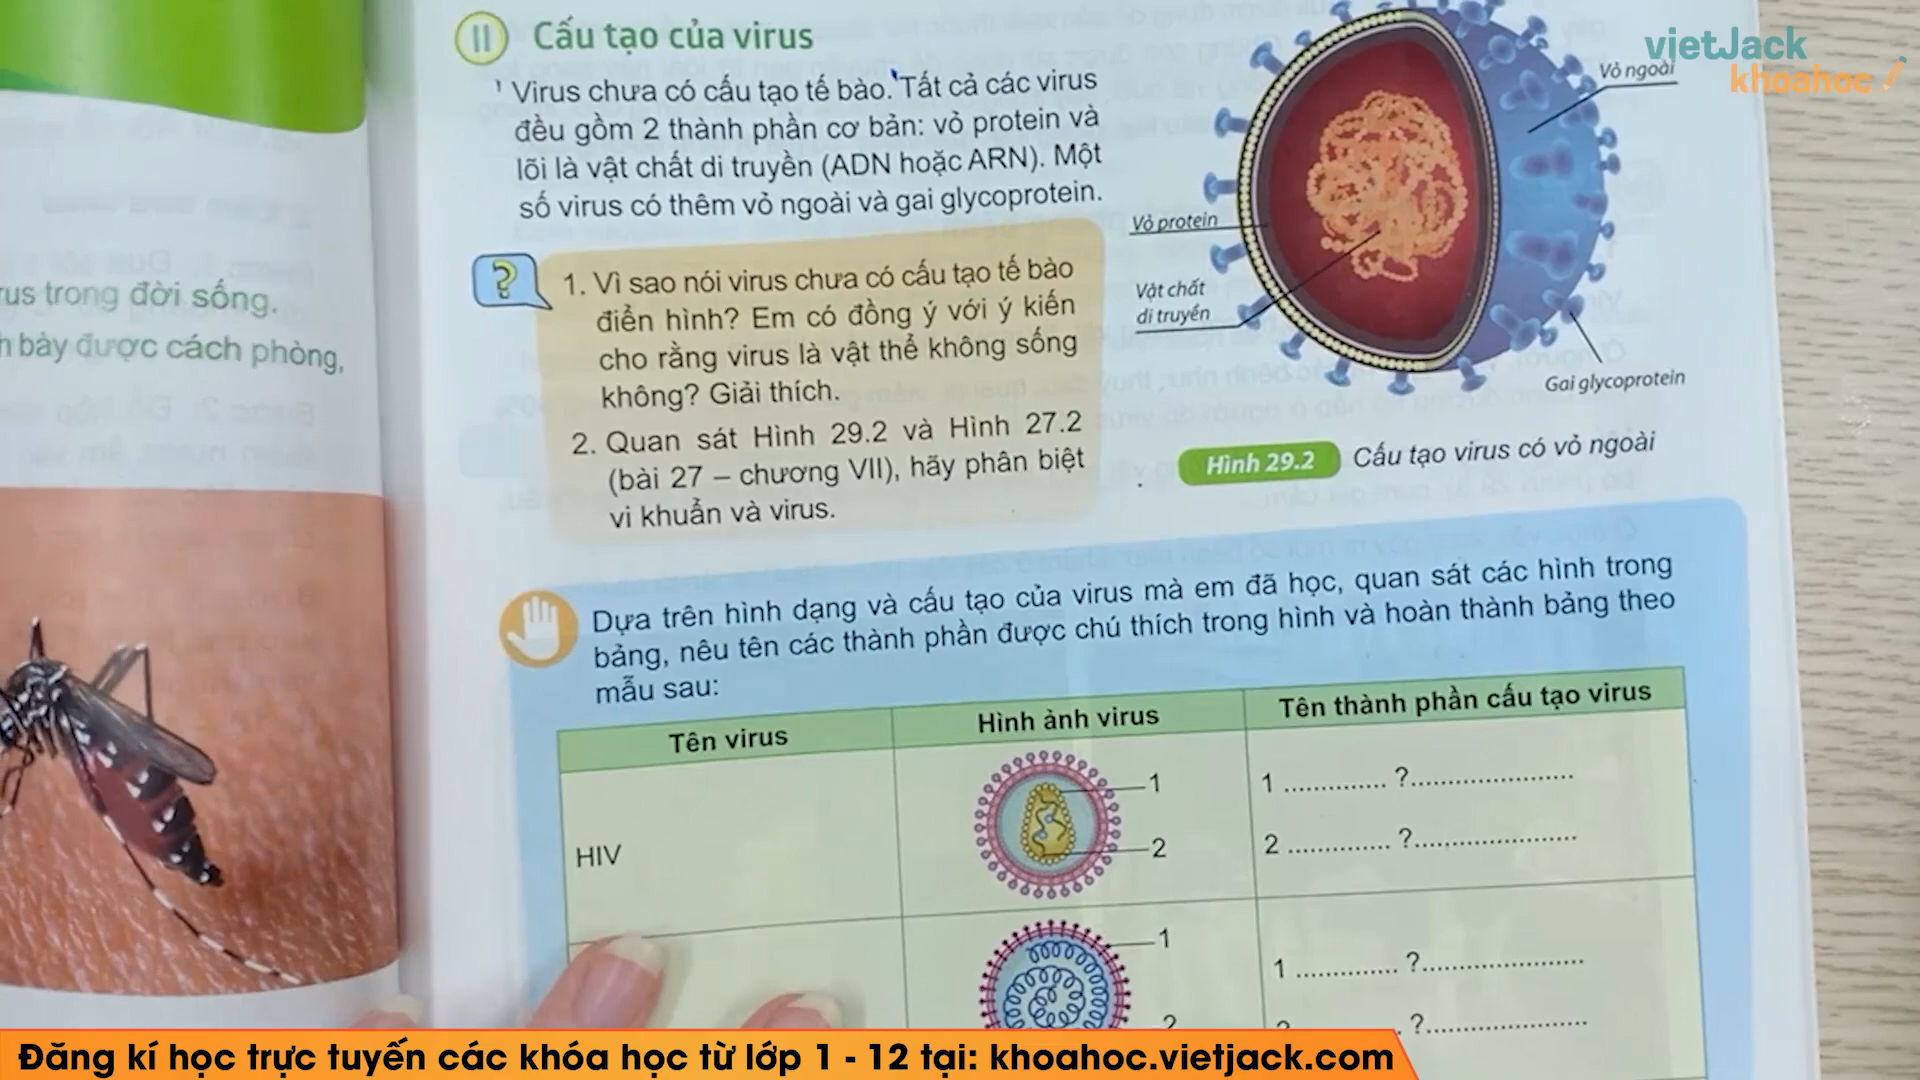 II Cấu tạo của virus
Virus chưa có cấu tạo tế bào. Tất cả các virus
đều gồm 2 thành phần cơ bản: vỏ protein và
lõi là vật chất di truyền (ADN hoặc ARN). Một
số virus có thêm vỏ ngoài và gai glycoprotein.
?
1. Vì sao nói virus chưa có cấu tạo tế bào
điển hình? Em có đồng ý với ý kiến
cho rằng virus là vật thể không sống
không? Giải thích.
2. Quan sát Hình 29.2 và Hình 27.2
(bài 27 – chương VII), hãy phân biệt
vi khuẩn và virus.
vietJack
khoahoc
Vỏ ngoài
Vỏ protein
Vật chất
di truyền
Gai glycoprotein
Hình 29.2 Cấu tạo virus có vỏ ngoài
trong đời sống.
bày được cách phòng,
Dựa trên hình dạng và cấu tạo của virus mà em đã học, quan sát các hình trong
bảng, nêu tên các thành phần được chú thích trong hình và hoàn thành bảng theo
mẫu sau:
Tên virus Hình ảnh virus Tên thành phần cấu tạo virus
HIV
1
2
1 .............. ?......................
2 .............. ?......................
1
1 .............. ?......................
. ?......................
Đăng kí học trực tuyến các khóa học từ lớp 1 - 12 tại: khoahoc.vietjack.com